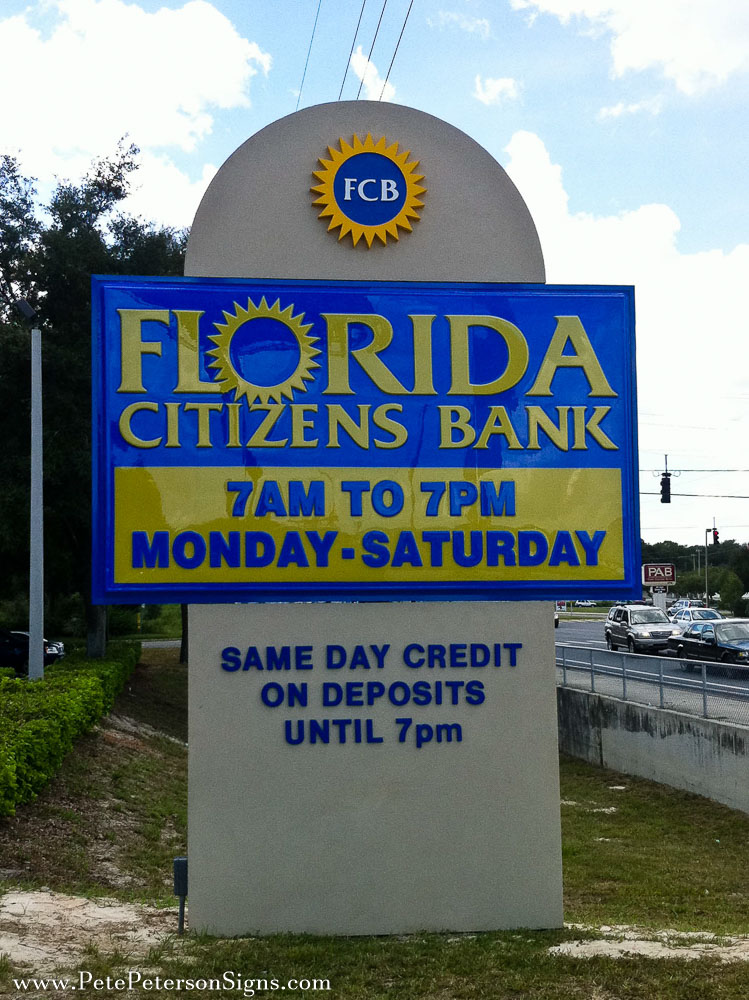 FCB
FLORIDA
CITIZENS BANK
7AM TO 7PM
MONDAY-SATURDAY
SAME DAY CREDIT
ON DEPOSITS
UNTIL 7pm
PAB
www.PetePetersonSigns.com